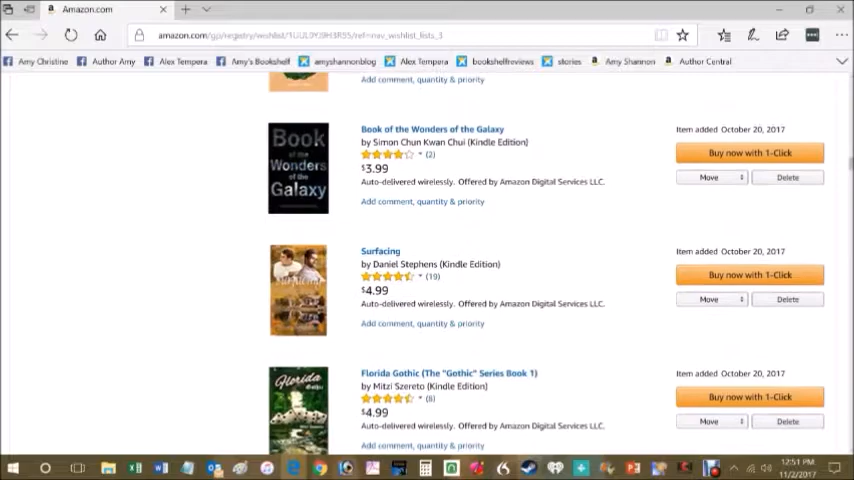 Amazon.com
amazon.com/gp/registry/wishlist/1UUL0YJ9H3R55/ref=nav_wishlist_lists_3
Amy Christine Author Amy Alex Tempera Amy's Bookshelf amyshannonblog Alex Tempera bookshelfreviews stories Amy Shannon Author Central
Add comment, quantity & priority
Book of the Wonders of the Galaxy
Book of the Wonders of the Galaxy Item added October 20, 2017
by Simon Chun Kwan Chui (Kindle Edition)
(2) Buy now with 1-Click
$3.99
Move Delete
Auto-delivered wirelessly. Offered by Amazon Digital Services LLC.
Add comment, quantity & priority
Surfacing
Surfacing Item added October 20, 2017
by Daniel Stephens (Kindle Edition)
(19) Buy now with 1-Click
$4.99
Move Delete
Auto-delivered wirelessly. Offered by Amazon Digital Services LLC.
Add comment, quantity & priority
Florida
Florida Gothic (The "Gothic" Series Book 1) Item added October 20, 2017
by Mitzi Szereto (Kindle Edition)
(8) Buy now with 1-Click
$4.99
Move Delete
Auto-delivered wirelessly. Offered by Amazon Digital Services LLC.
Add comment, quantity & priority
12:51 PM
11/2/2017